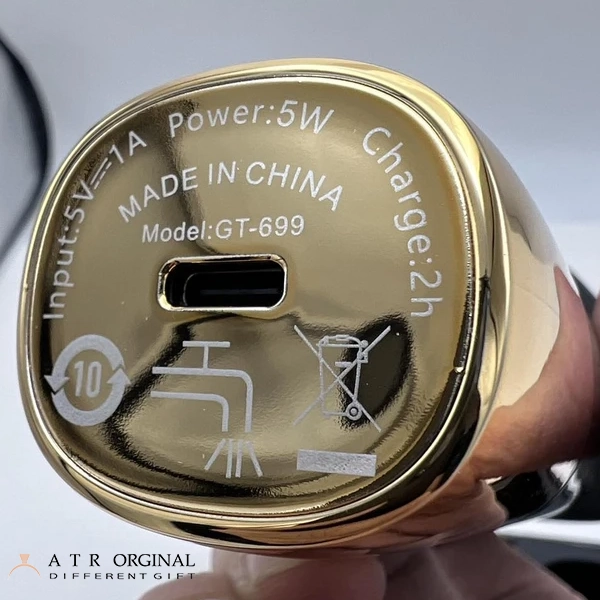 Input:5V⎓1A Power:5W Charge:2h
MADE IN CHINA
Model:GT-699
10
A T R ORGINAL
DIFFERENT GIFT